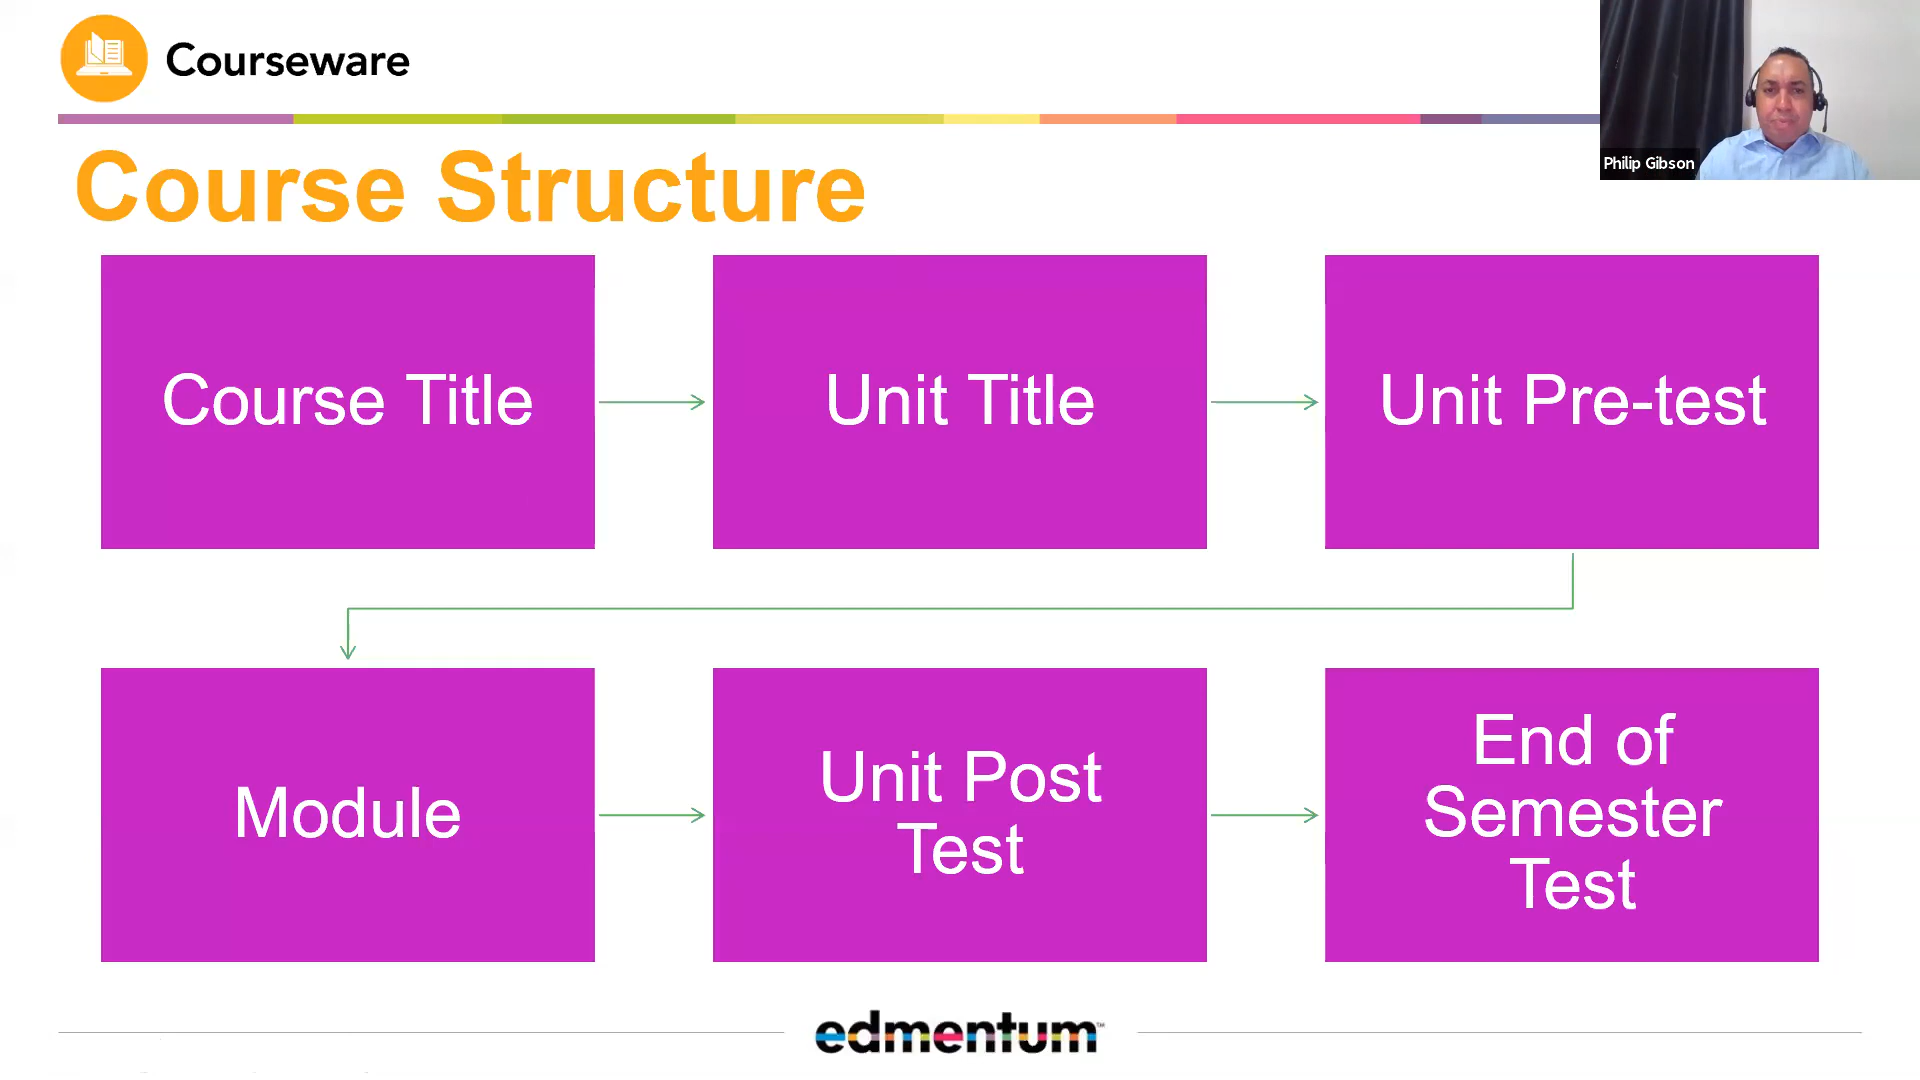 Courseware
Philip Gibson
Course Structure
Course Title
Unit Title
Unit Pre-test
Module
Unit Post
Test
End of
Semester
Test
edmentum™